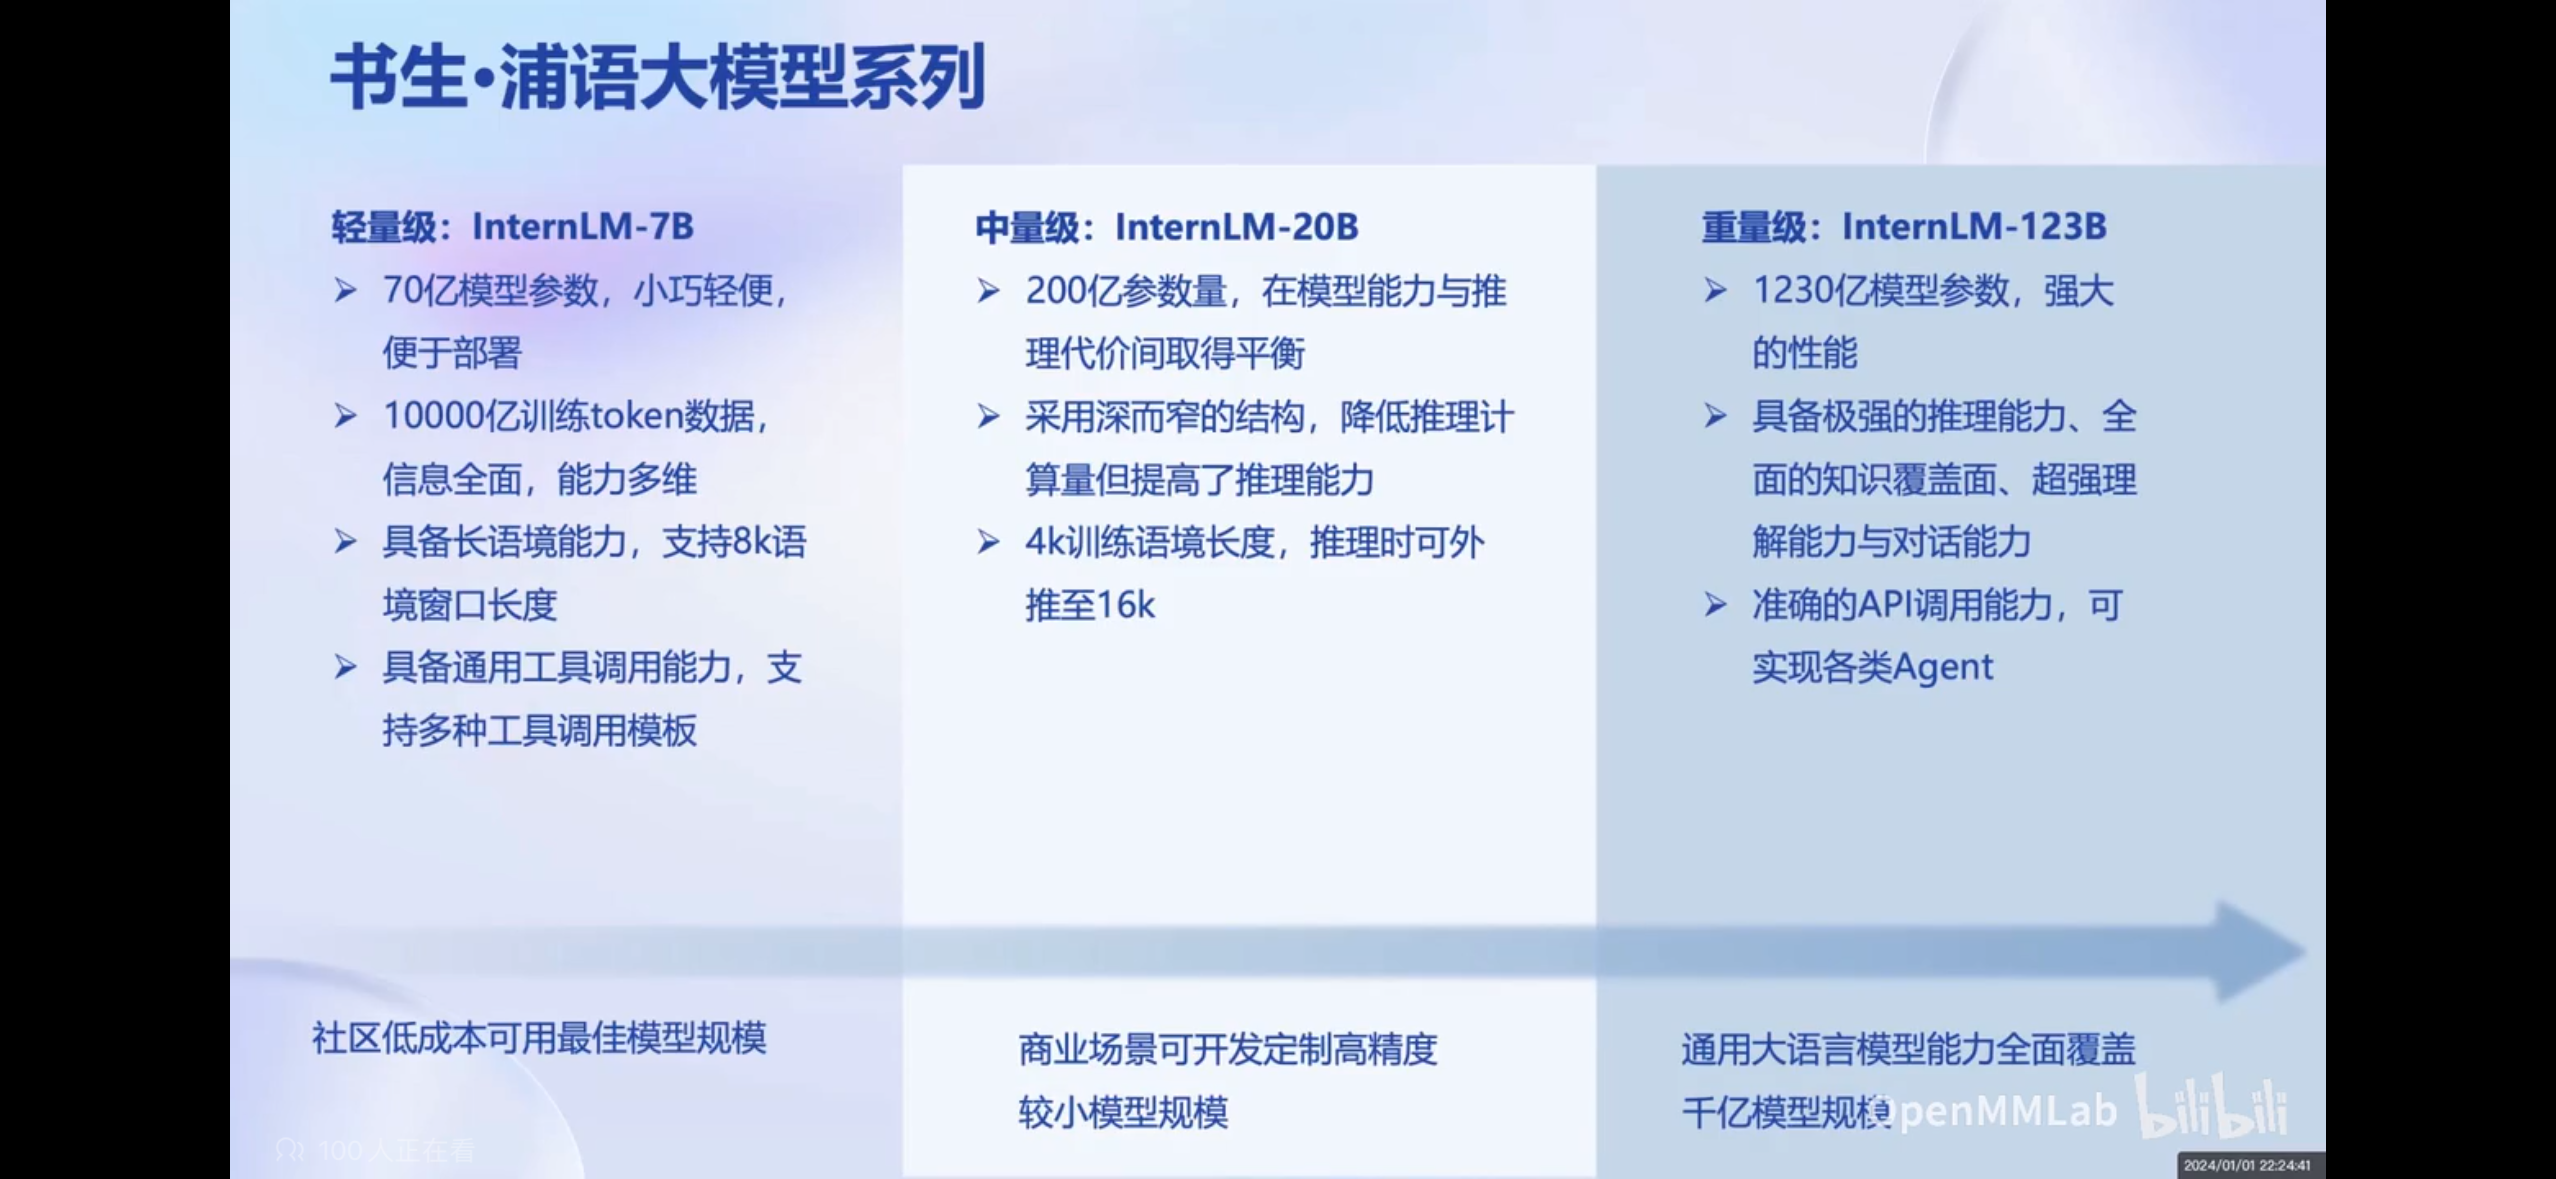 书生·浦语大模型系列
轻量级：InternLM-7B
➢ 70亿模型参数，小巧轻便，
便于部署
➢ 10000亿训练token数据，
信息全面，能力多维
➢ 具备长语境能力，支持8k语
境窗口长度
➢ 具备通用工具调用能力，支
持多种工具调用模板
社区低成本可用最佳模型规模
中量级：InternLM-20B
➢ 200亿参数量，在模型能力与推
理代价间取得平衡
➢ 采用深而窄的结构，降低推理计
算量但提高了推理能力
➢ 4k训练语境长度，推理时可外
推至16k
商业场景可开发定制高精度
较小模型规模
重量级：InternLM-123B
➢ 1230亿模型参数，强大
的性能
➢ 具备极强的推理能力、全
面的知识覆盖面、超强理
解能力与对话能力
➢ 准确的API调用能力，可
实现各类Agent
通用大语言模型能力全面覆盖
千亿模型规模
OpenMMLab bilibili
100人正在看
2024/01/01 22:24:41